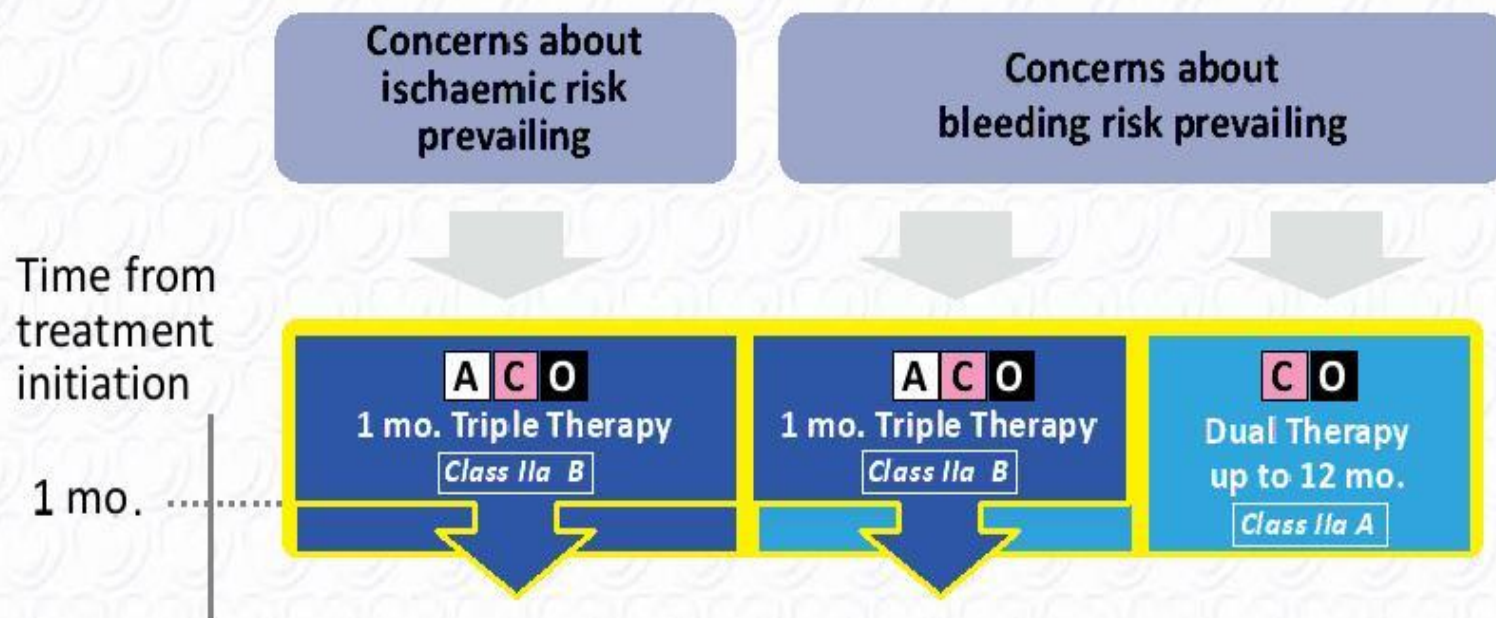 Concerns about
ischaemic risk
prevailing
Concerns about
bleeding risk prevailing
Time from
treatment
initiation
A C O
1 mo. Triple Therapy
Class IIa B
A C O
1 mo. Triple Therapy
Class IIa B
C O
Dual Therapy
up to 12 mo.
Class IIa A
1 mo.